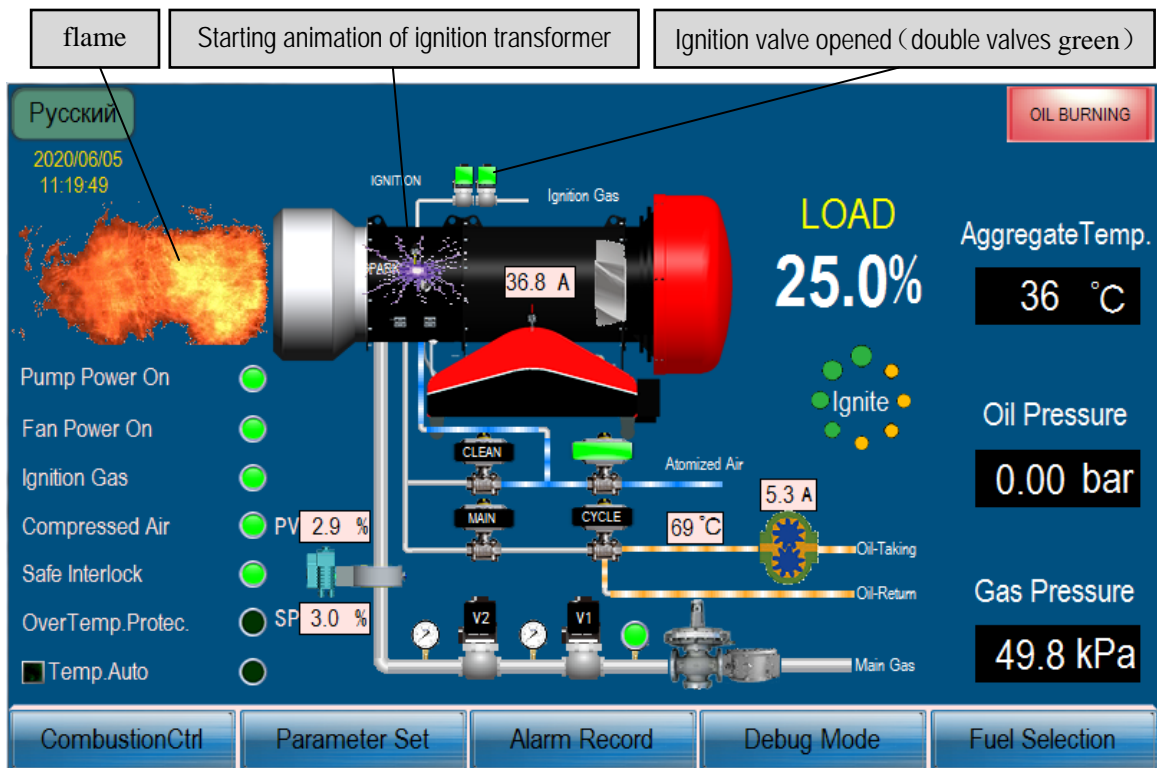 flame
Starting animation of ignition transformer
Ignition valve opened（double valves green）
Русский
OIL BURNING
2020/06/05
11:19:49
IGNITION
Ignition Gas
LOAD
25.0%
AggregateTemp.
36 °C
PARK
36.8 A
Ignite
Pump Power On
Fan Power On
Ignition Gas
Compressed Air
Safe Interlock
OverTemp.Protec.
Temp.Auto
PV 2.9 %
SP 3.0 %
CLEAN
Atomized Air
MAIN
CYCLE
69 °C
5.3 A
Oil-Taking
Oil-Return
V2
V1
Main Gas
Oil Pressure
0.00 bar
Gas Pressure
49.8 kPa
CombustionCtrl
Parameter Set
Alarm Record
Debug Mode
Fuel Selection